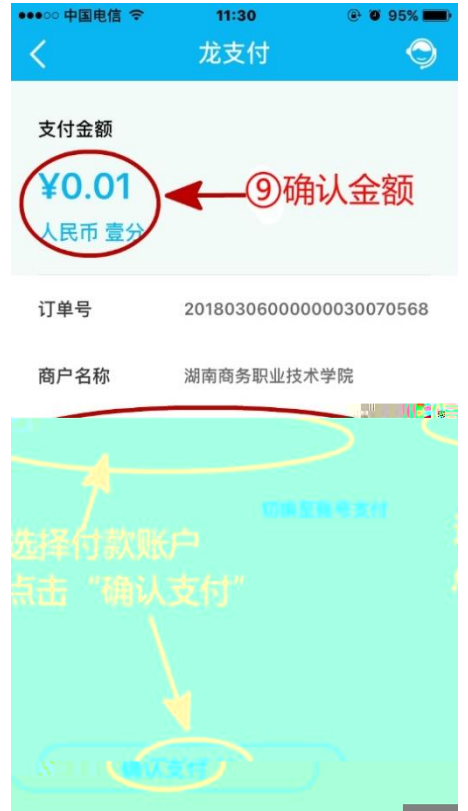 中国电信 11:30 95%
龙支付
支付金额
¥0.01
⑨确认金额
人民币 壹分
订单号 20180306000000030070568
商户名称 湖南商务职业技术学院
切换至账号支付
选择付款账户
点击“确认支付”
确认支付